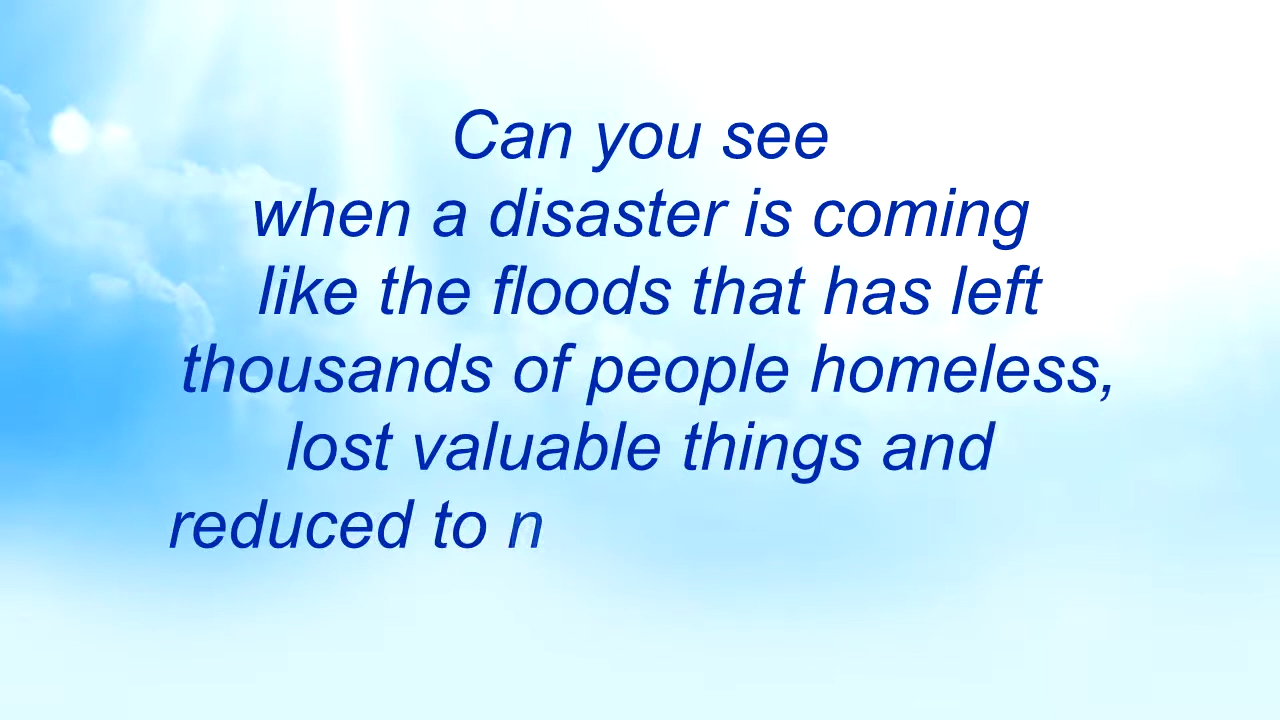 Can you see
when a disaster is coming
like the floods that has left
thousands of people homeless,
lost valuable things and
reduced to n